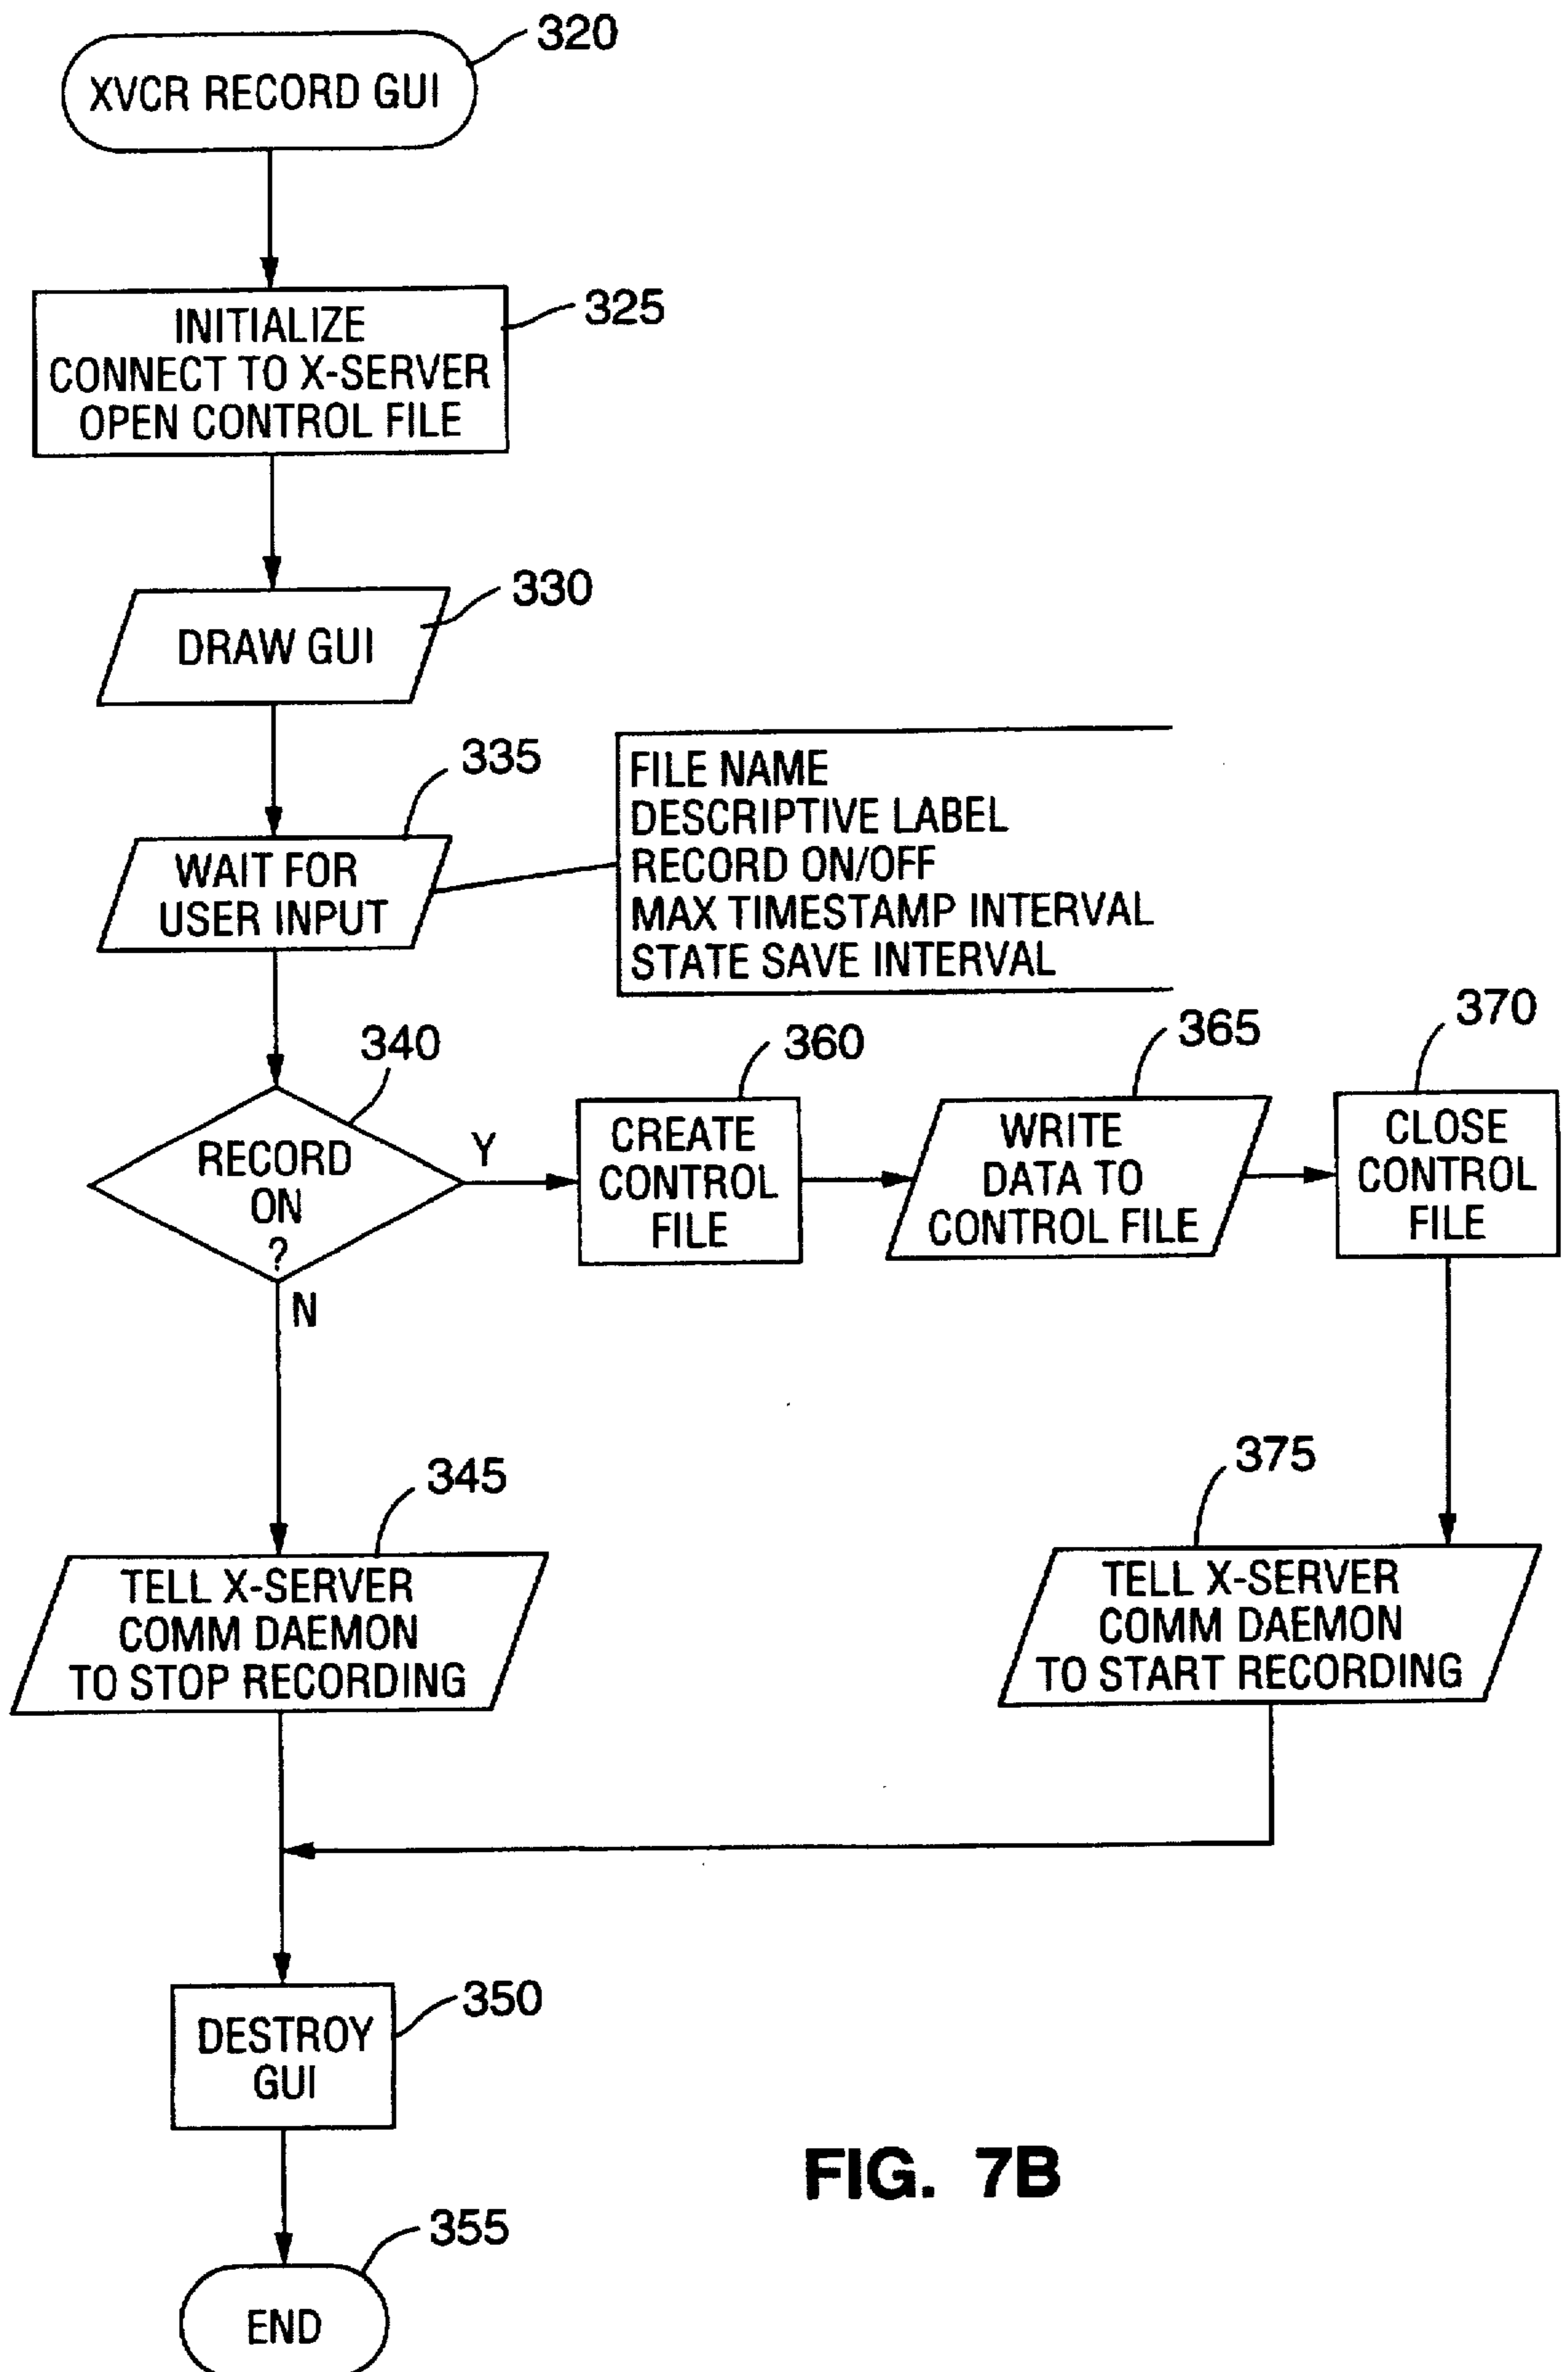 320
XVCR RECORD GUI
325
INITIALIZE
CONNECT TO X-SERVER
OPEN CONTROL FILE
330
DRAW GUI
335
WAIT FOR
USER INPUT
FILE NAME
DESCRIPTIVE LABEL
RECORD ON/OFF
MAX TIMESTAMP INTERVAL
STATE SAVE INTERVAL
340
RECORD
ON
?
Y
N
360
CREATE
CONTROL
FILE
365
WRITE
DATA TO
CONTROL FILE
370
CLOSE
CONTROL
FILE
345
TELL X-SERVER
COMM DAEMON
TO STOP RECORDING
375
TELL X-SERVER
COMM DAEMON
TO START RECORDING
350
DESTROY
GUI
355
END
FIG. 7B